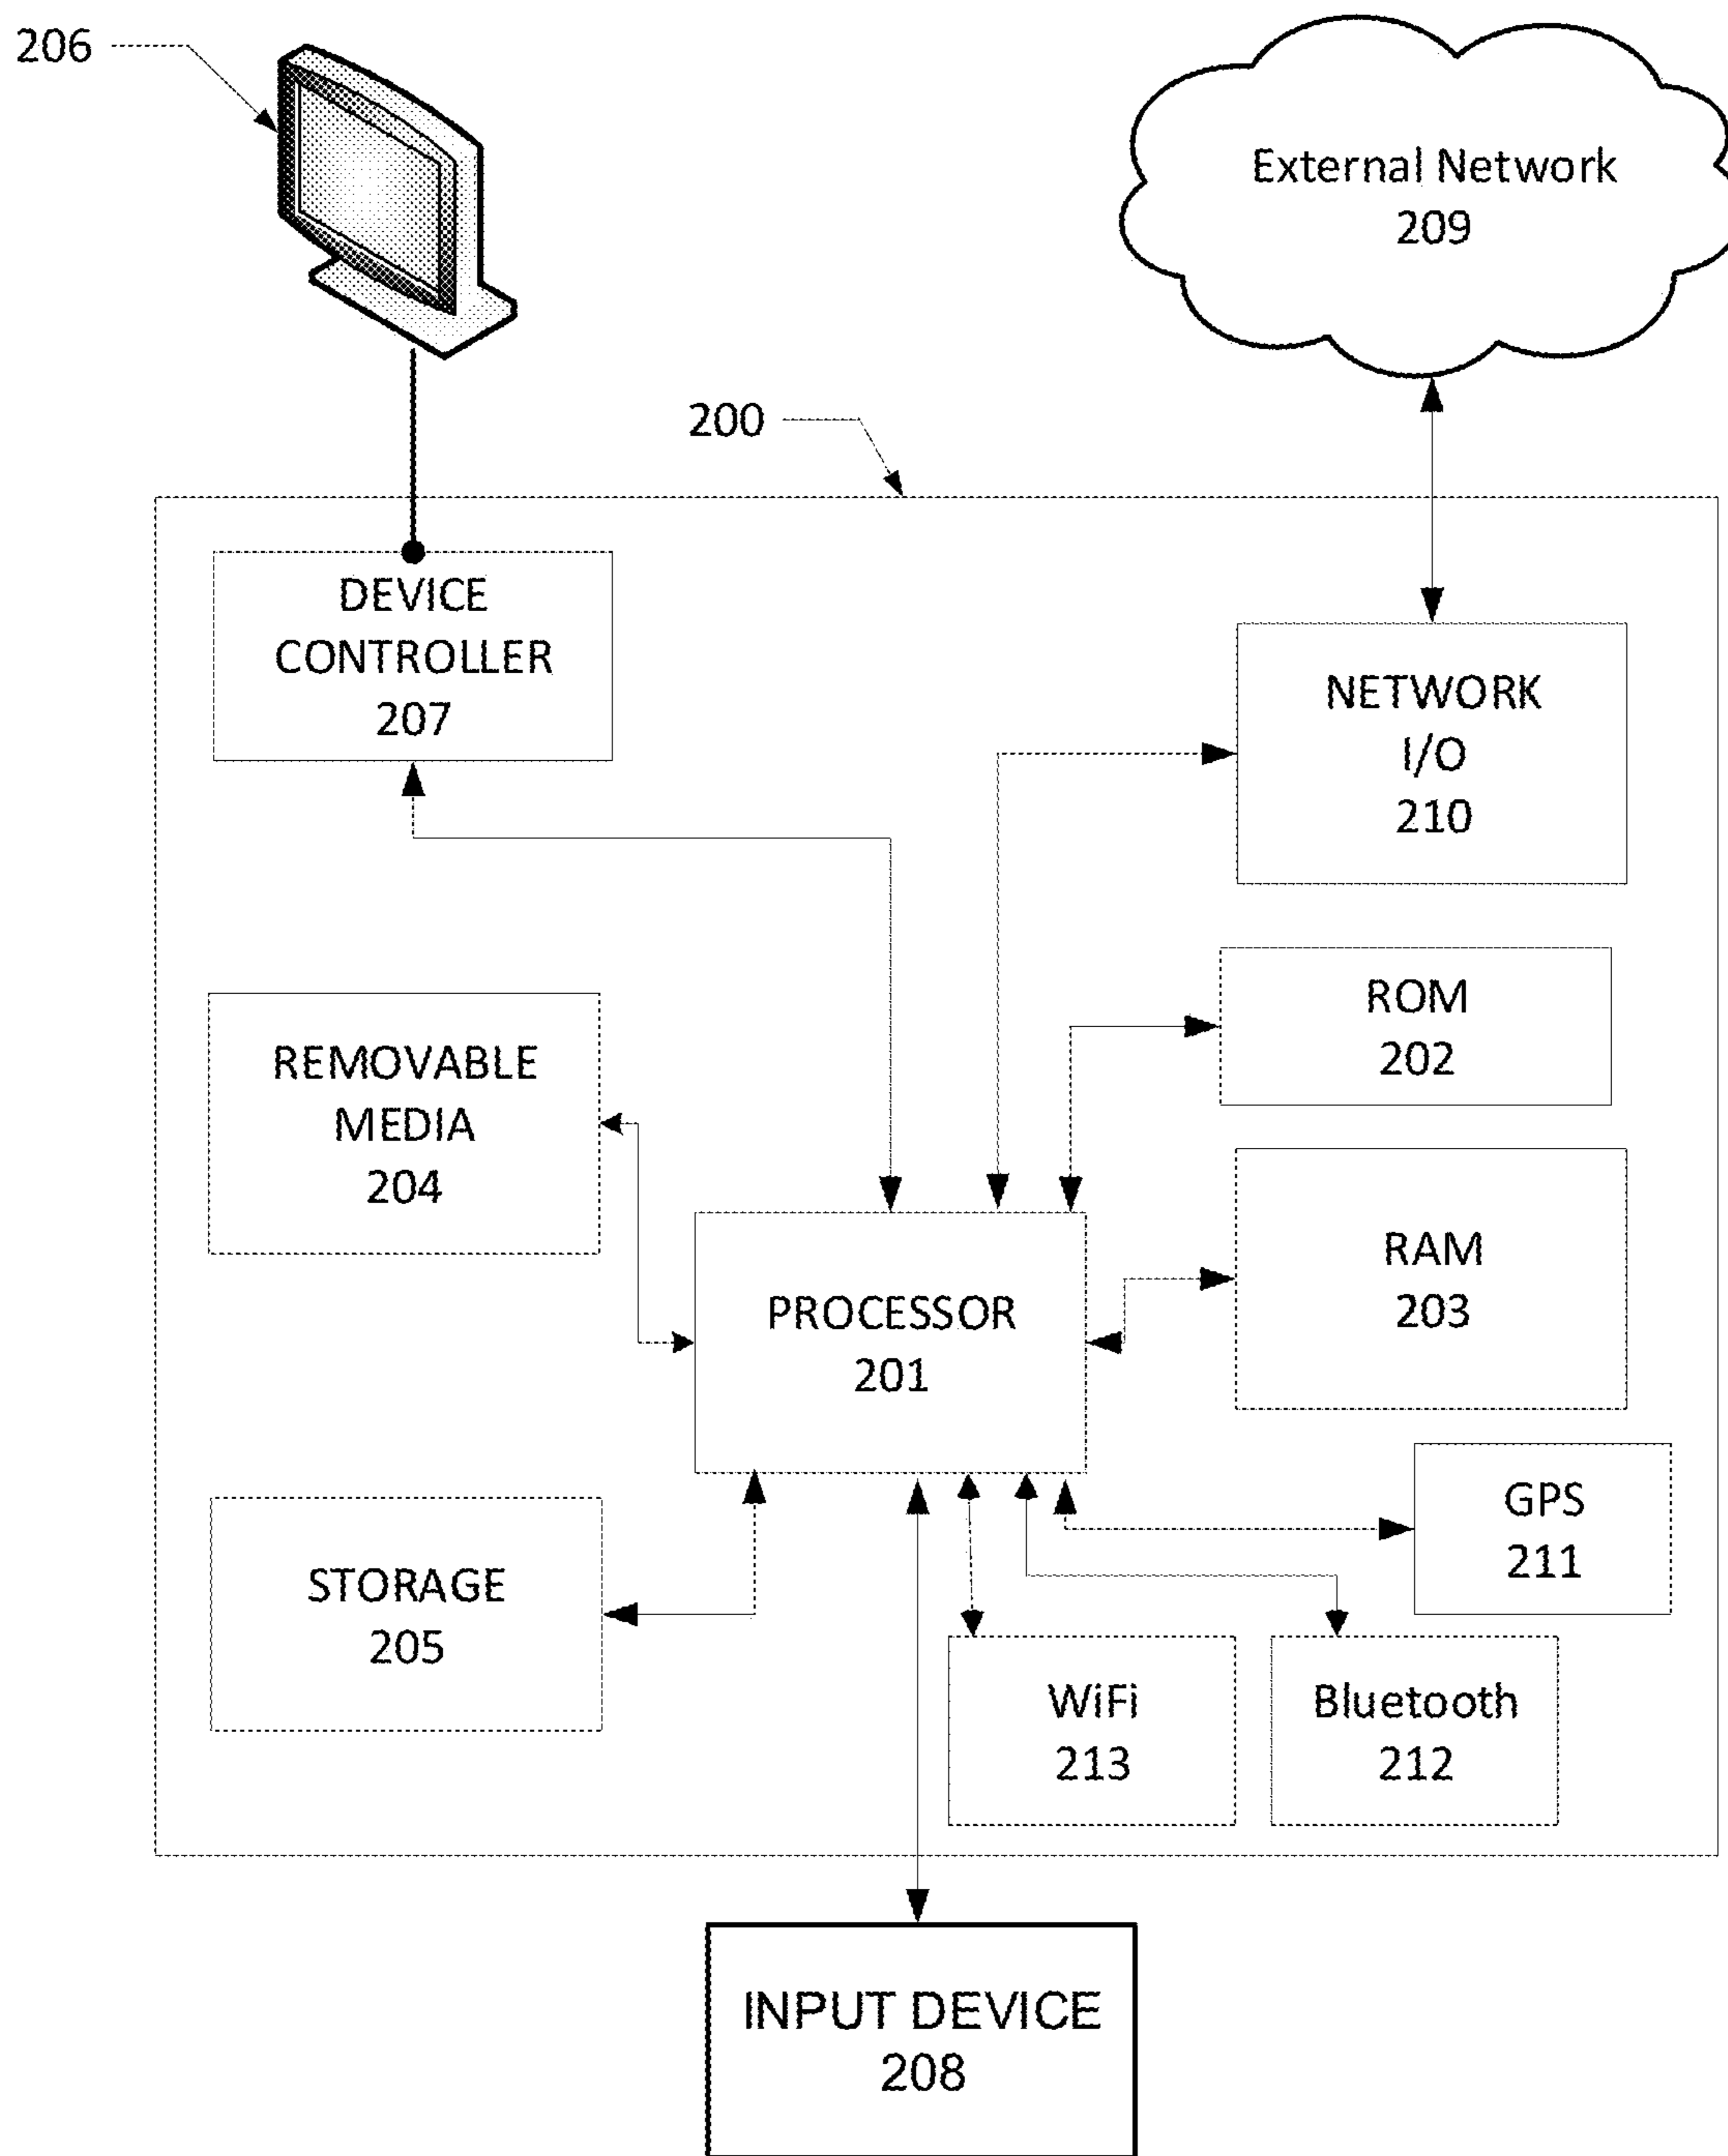 206
External Network
209
200
DEVICE
CONTROLLER
207
NETWORK
I/O
210
REMOVABLE
MEDIA
204
ROM
202
RAM
203
PROCESSOR
201
GPS
211
STORAGE
205
WiFi
213
Bluetooth
212
INPUT DEVICE
208